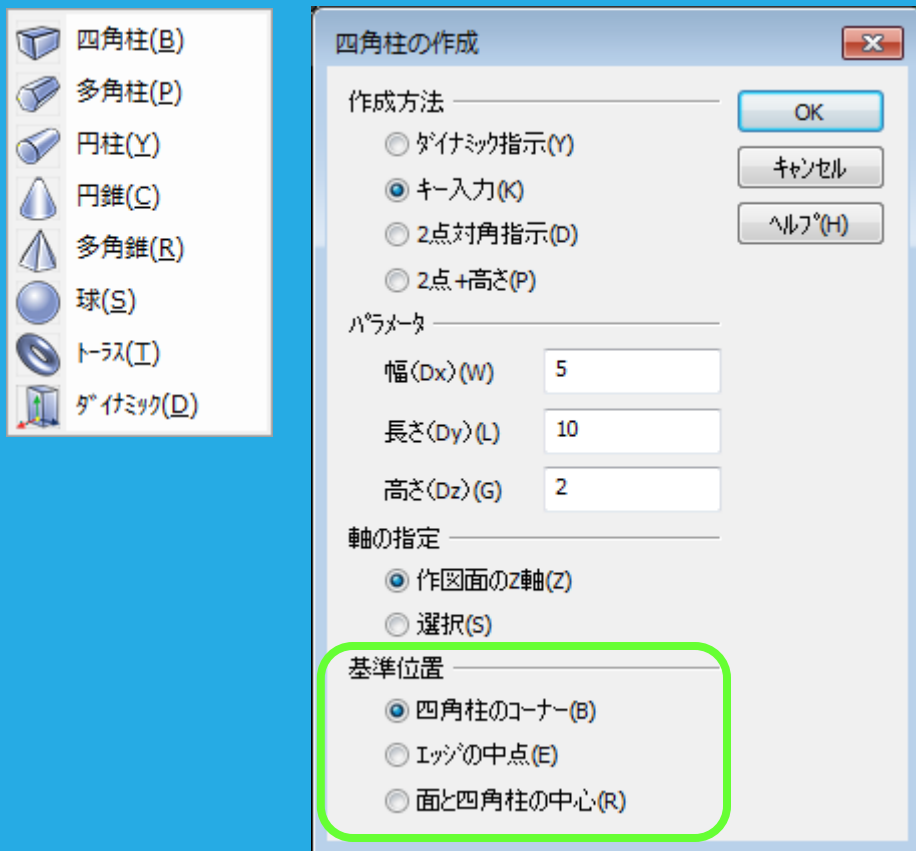 四角柱(B)
多角柱(P)
円柱(Y)
円錐(C)
多角錐(R)
球(S)
ﾄｰﾗｽ(T)
ﾀﾞｲﾅﾐｯｸ(D)
四角柱の作成
作成方法
ﾀﾞｲﾅﾐｯｸ指示(Y)
キー入力(K)
2点対角指示(D)
2点+高さ(P)
ﾊﾟﾗﾒｰﾀ
幅(Dx)(W) 5
長さ(Dy)(L) 10
高さ(Dz)(G) 2
軸の指定
作図面のZ軸(Z)
選択(S)
基準位置
四角柱のｺｰﾅｰ(B)
ｴｯｼﾞの中点(E)
面と四角柱の中心(R)
OK
ｷｬﾝｾﾙ
ﾍﾙﾌﾟ(H)